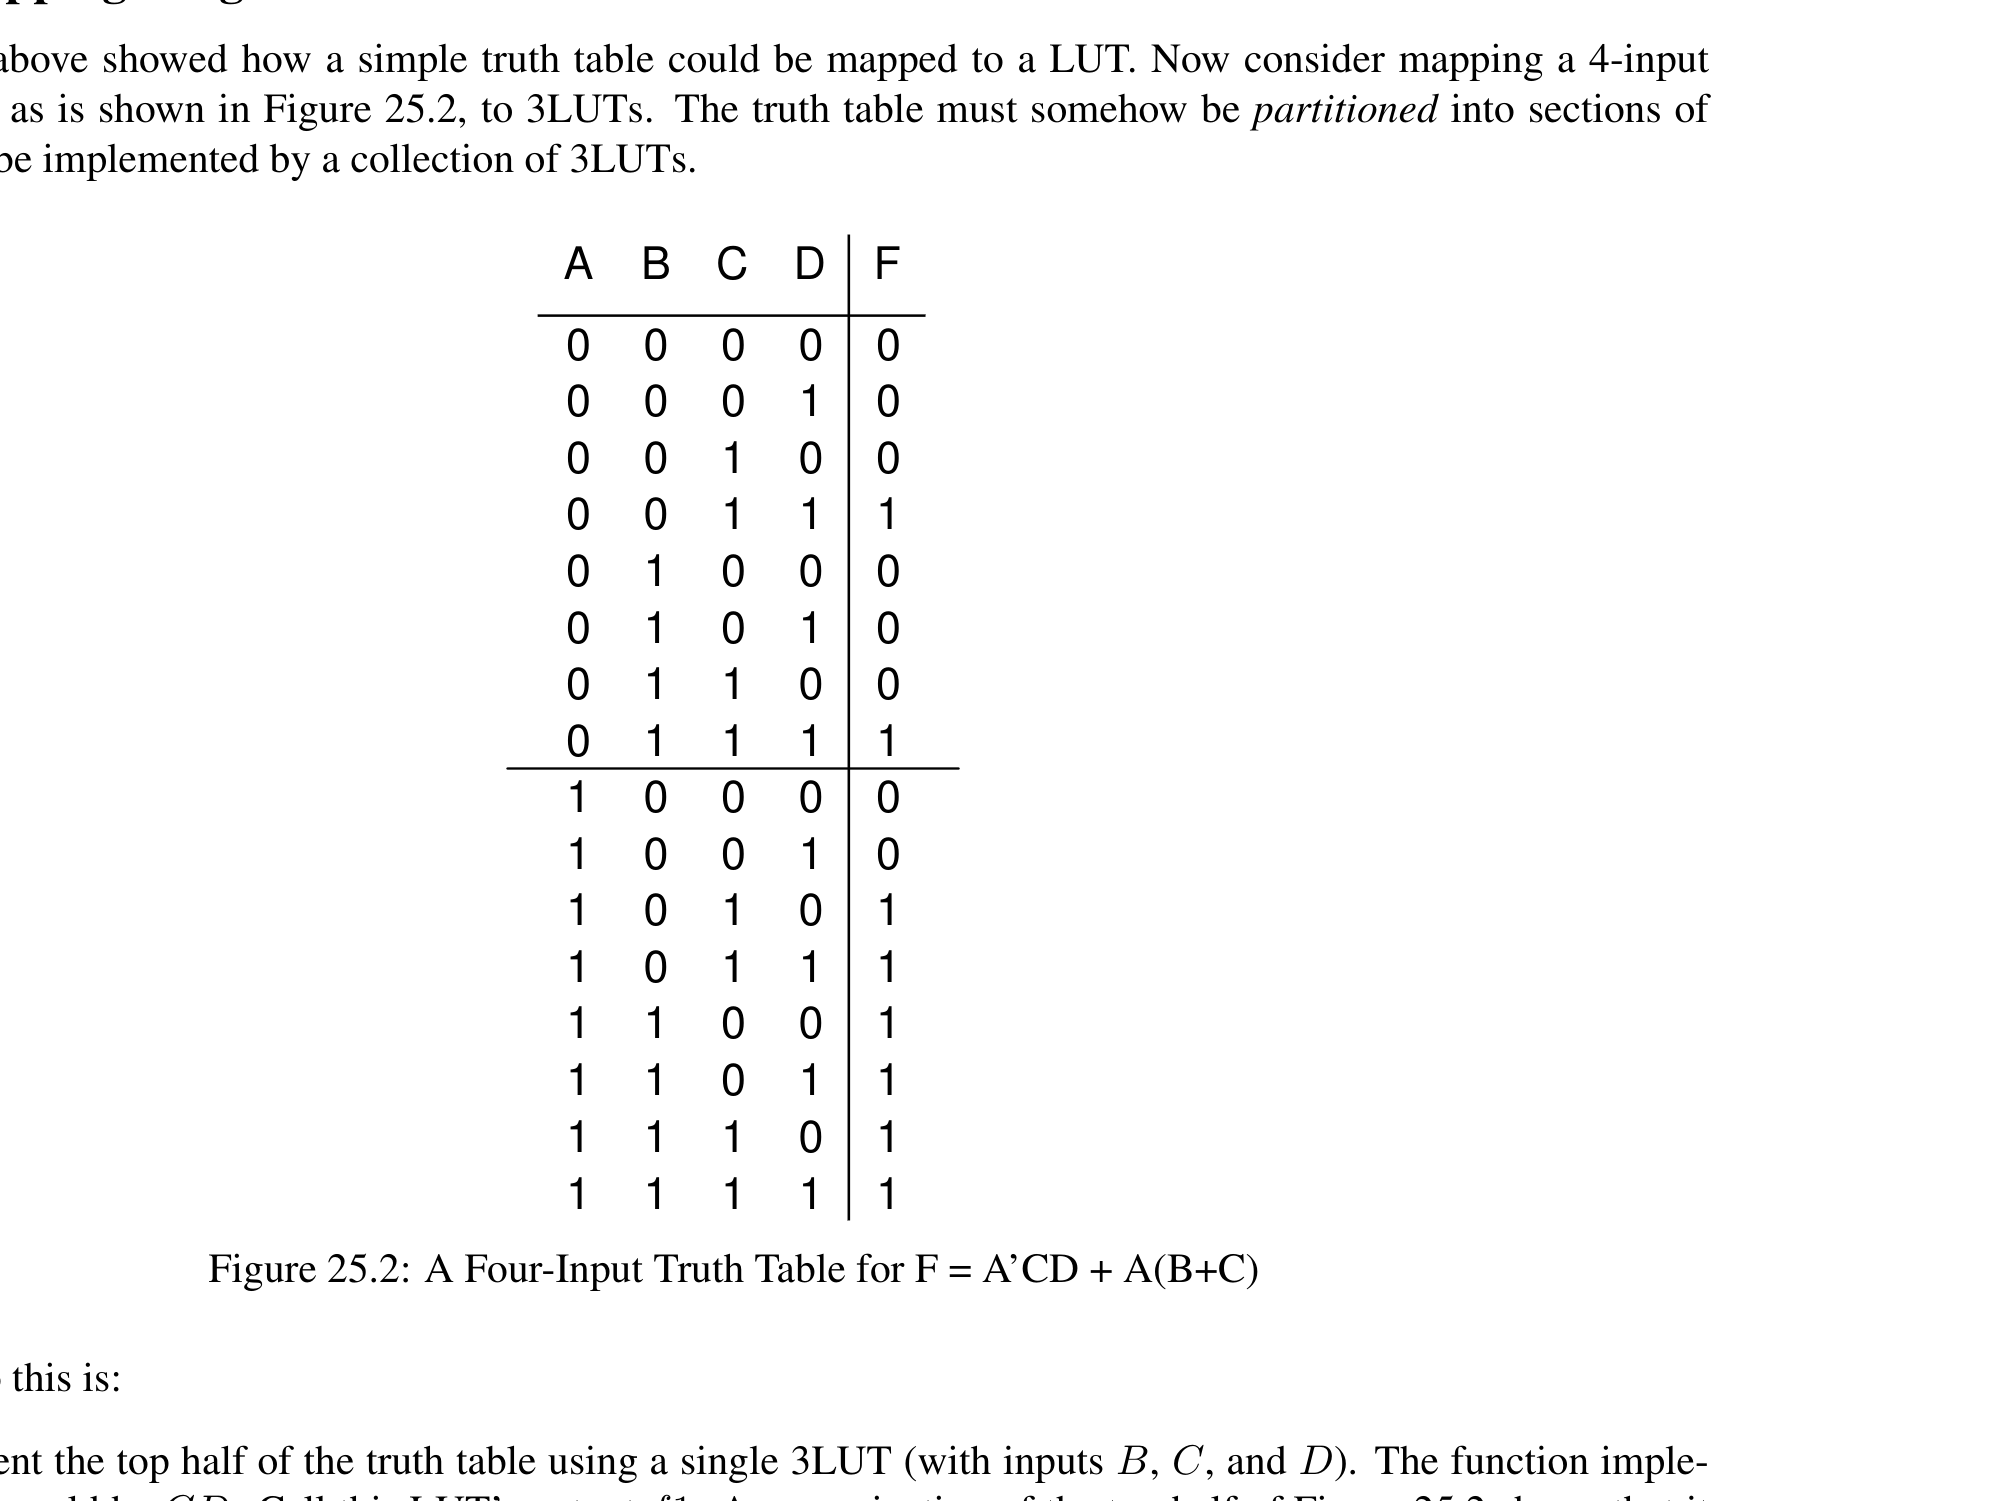 above showed how a simple truth table could be mapped to a LUT. Now consider mapping a 4-input
as is shown in Figure 25.2, to 3LUTs. The truth table must somehow be partitioned into sections of
be implemented by a collection of 3LUTs.
A B C D F
0 0 0 0 0
0 0 0 1 0
0 0 1 0 0
0 0 1 1 1
0 1 0 0 0
0 1 0 1 0
0 1 1 0 0
0 1 1 1 1
1 0 0 0 0
1 0 0 1 0
1 0 1 0 1
1 0 1 1 1
1 1 0 0 1
1 1 0 1 1
1 1 1 0 1
1 1 1 1 1
Figure 25.2: A Four-Input Truth Table for F = A’CD + A(B+C)
this is:
ent the top half of the truth table using a single 3LUT (with inputs B, C, and D). The function imple-